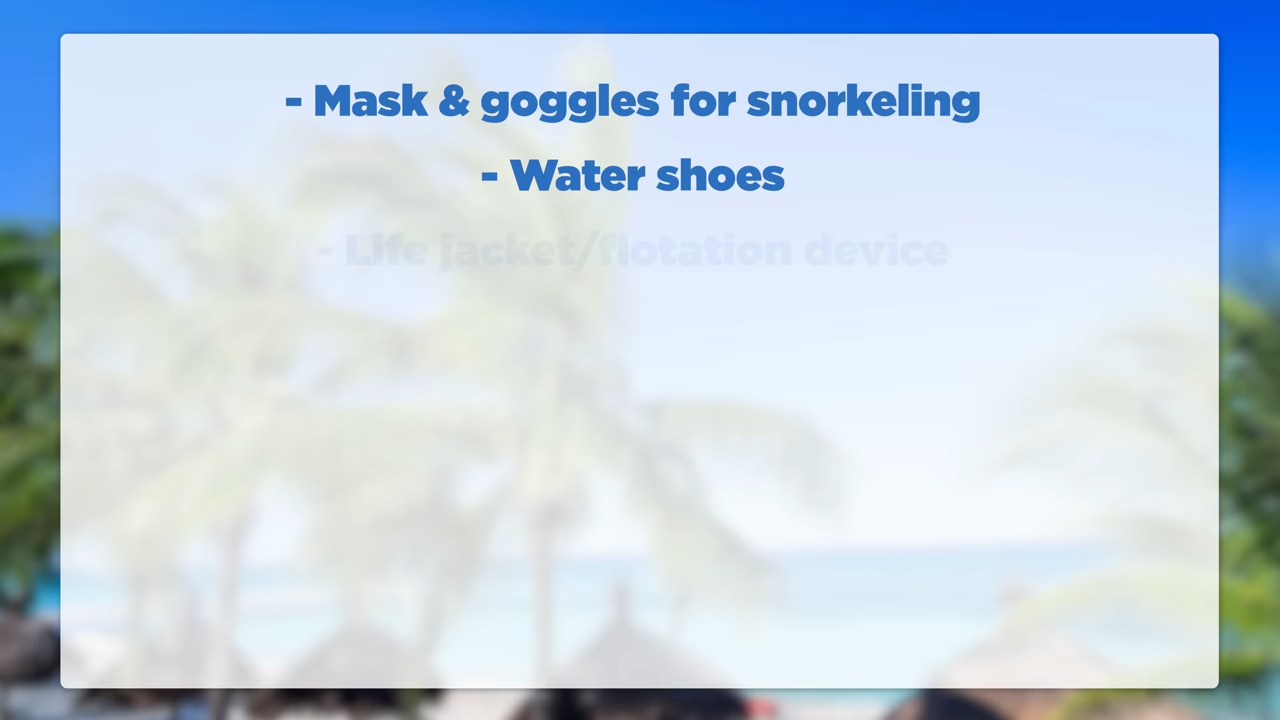 - Mask & goggles for snorkeling
- Water shoes
- Life jacket/flotation device